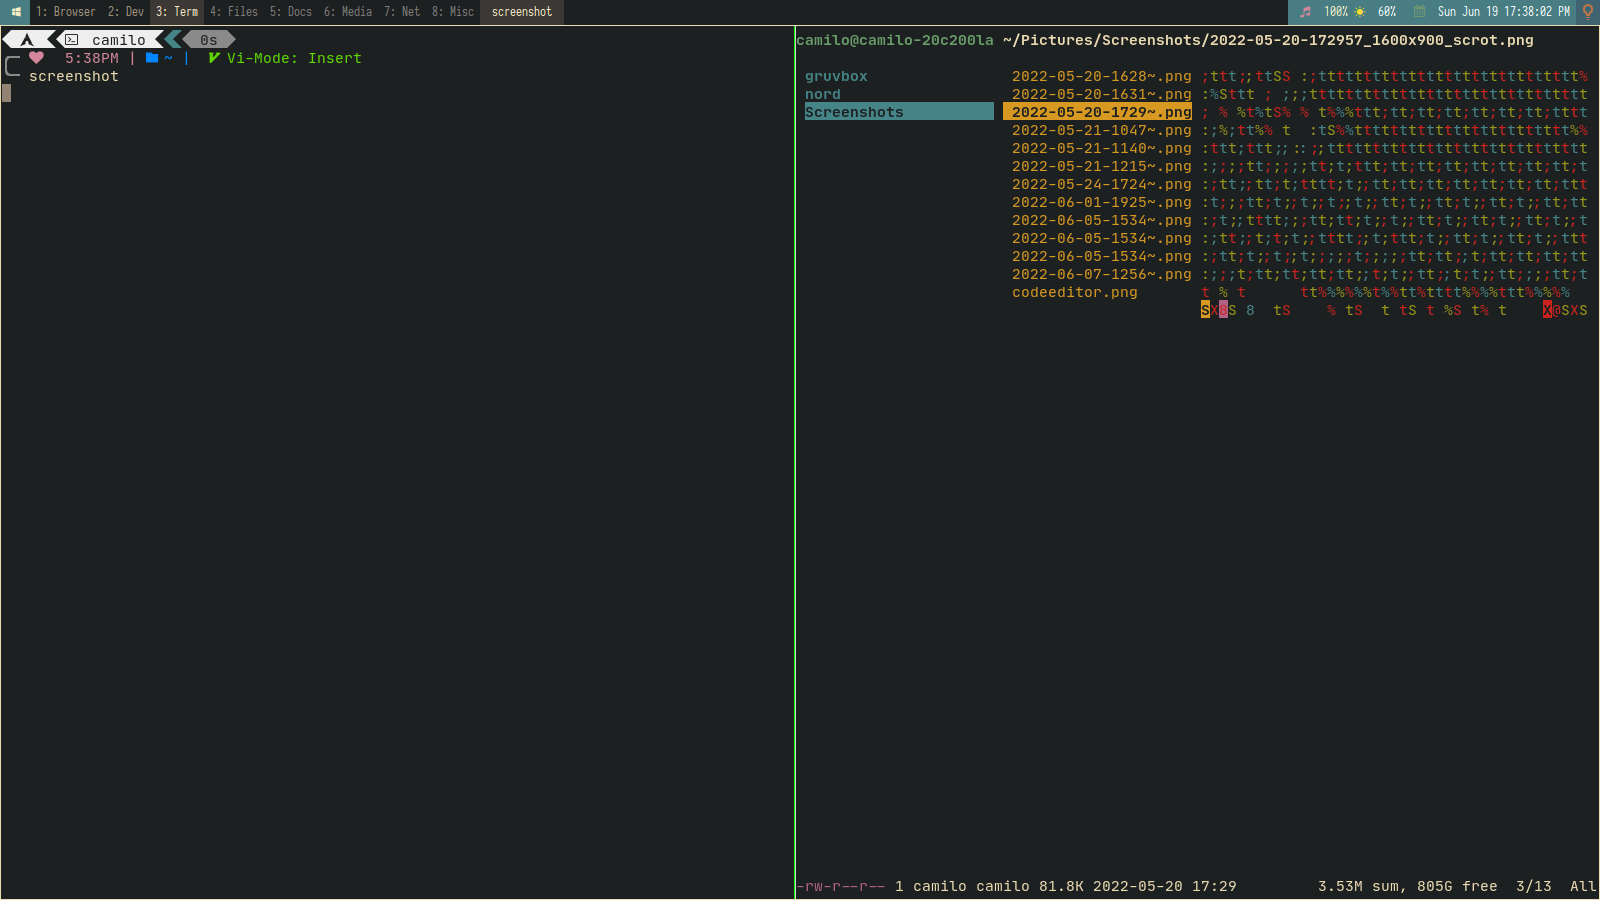 1: Browser 2: Dev 3: Term 4: Files 5: Docs 6: Media 7: Net 8: Misc screenshot 100% 60% Sun Jun 19 17:38:02 PM
camilo 0s
5:38PM | ~ | Vi-Mode: Insert
screenshot
camilo@camilo-20c200la ~/Pictures/Screenshots/2022-05-20-172957_1600x900_scrot.png
gruvbox 2022-05-20-1628~.png
nord 2022-05-20-1631~.png
Screenshots 2022-05-20-1729~.png
2022-05-21-1047~.png
2022-05-21-1140~.png
2022-05-21-1215~.png
2022-05-24-1724~.png
2022-06-01-1925~.png
2022-06-05-1534~.png
2022-06-05-1534~.png
2022-06-05-1534~.png
2022-06-07-1256~.png
codeeditor.png
-rw-r--r-- 1 camilo camilo 81.8K 2022-05-20 17:29 3.53M sum, 805G free 3/13 All